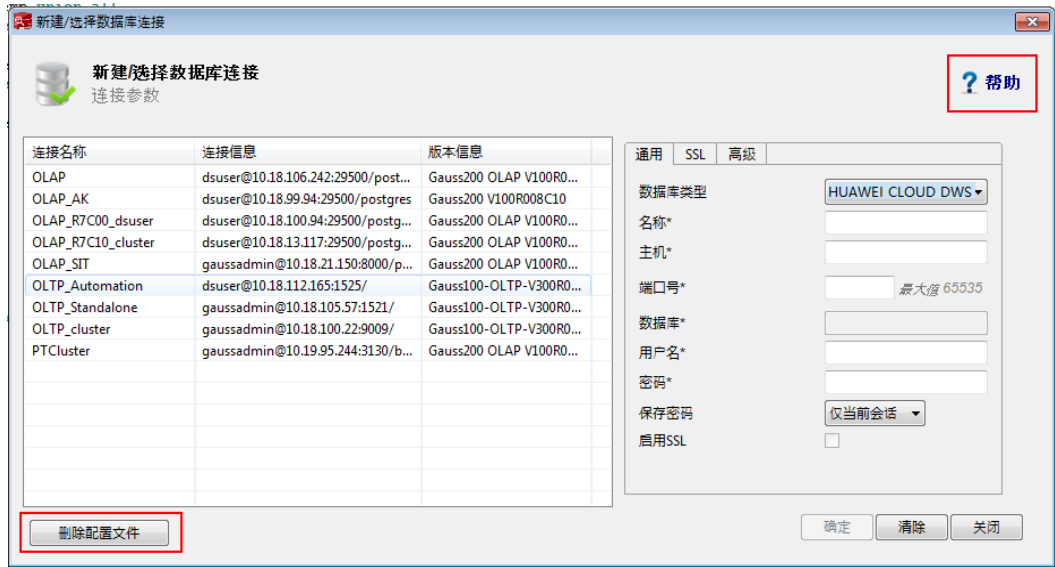 新建/选择数据库连接
新建/选择数据库连接
连接参数
? 帮助
连接名称 连接信息 版本信息
OLAP dsuser@10.18.106.242:29500/post... Gauss200 OLAP V100R0...
OLAP_AK dsuser@10.18.99.94:29500/postgres Gauss200 V100R008C10
OLAP_R7C00_dsuser dsuser@10.18.100.94:29500/postg... Gauss200 OLAP V100R0...
OLAP_R7C10_cluster dsuser@10.18.13.117:29500/postg... Gauss200 OLAP V100R0...
OLAP_SIT gaussadmin@10.18.21.150:8000/p... Gauss200 OLAP V100R0...
OLTP_Automation dsuser@10.18.112.165:1525/ Gauss100-OLTP-V300R0...
OLTP_Standalone gaussadmin@10.18.105.57:1521/ Gauss100-OLTP-V300R0...
OLTP_cluster gaussadmin@10.18.100.22:9009/ Gauss100-OLTP-V300R0...
PTCluster gaussadmin@10.19.95.244:3130/b... Gauss200 OLAP V100R0...
通用 SSL 高级
数据库类型 HUAWEI CLOUD DWS
名称*
主机*
端口号* 最大值 65535
数据库*
用户名*
密码*
保存密码 仅当前会话
启用SSL
删除配置文件
确定 清除 关闭